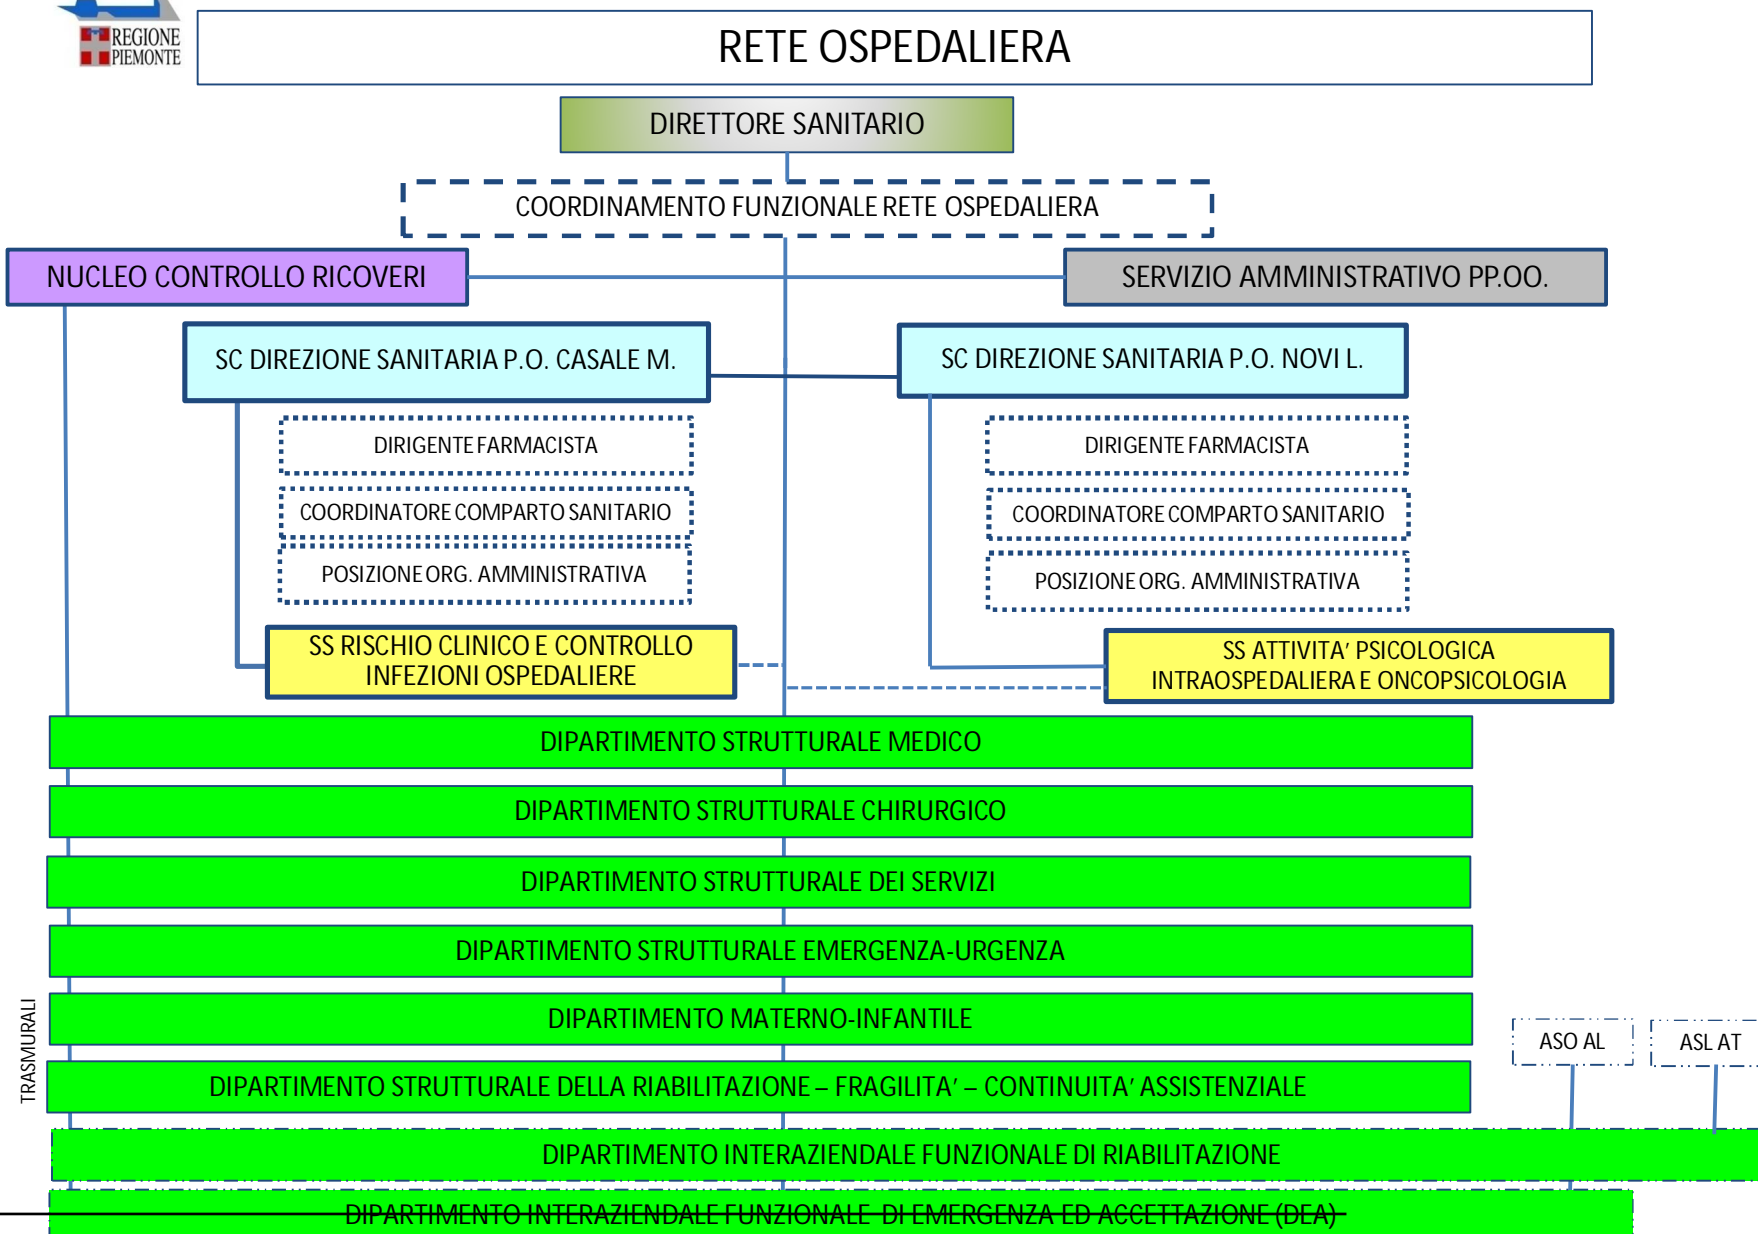 REGIONE
PIEMONTE
RETE OSPEDALIERA
DIRETTORE SANITARIO
COORDINAMENTO FUNZIONALE RETE OSPEDALIERA
NUCLEO CONTROLLO RICOVERI
SERVIZIO AMMINISTRATIVO PP.OO.
SC DIREZIONE SANITARIA P.O. CASALE M.
SC DIREZIONE SANITARIA P.O. NOVI L.
DIRIGENTE FARMACISTA
DIRIGENTE FARMACISTA
COORDINATORE COMPARTO SANITARIO
COORDINATORE COMPARTO SANITARIO
POSIZIONE ORG. AMMINISTRATIVA
POSIZIONE ORG. AMMINISTRATIVA
SS RISCHIO CLINICO E CONTROLLO
INFEZIONI OSPEDALIERE
SS ATTIVITA' PSICOLOGICA
INTRAOSPEDALIERA E ONCOPSICOLOGIA
DIPARTIMENTO STRUTTURALE MEDICO
DIPARTIMENTO STRUTTURALE CHIRURGICO
DIPARTIMENTO STRUTTURALE DEI SERVIZI
DIPARTIMENTO STRUTTURALE EMERGENZA-URGENZA
TRASMURALI
DIPARTIMENTO MATERNO-INFANTILE
ASO AL
ASL AT
DIPARTIMENTO STRUTTURALE DELLA RIABILITAZIONE – FRAGILITA' – CONTINUITA' ASSISTENZIALE
DIPARTIMENTO INTERAZIENDALE FUNZIONALE DI RIABILITAZIONE
DIPARTIMENTO INTERAZIENDALE FUNZIONALE DI EMERGENZA ED ACCETTAZIONE (DEA)